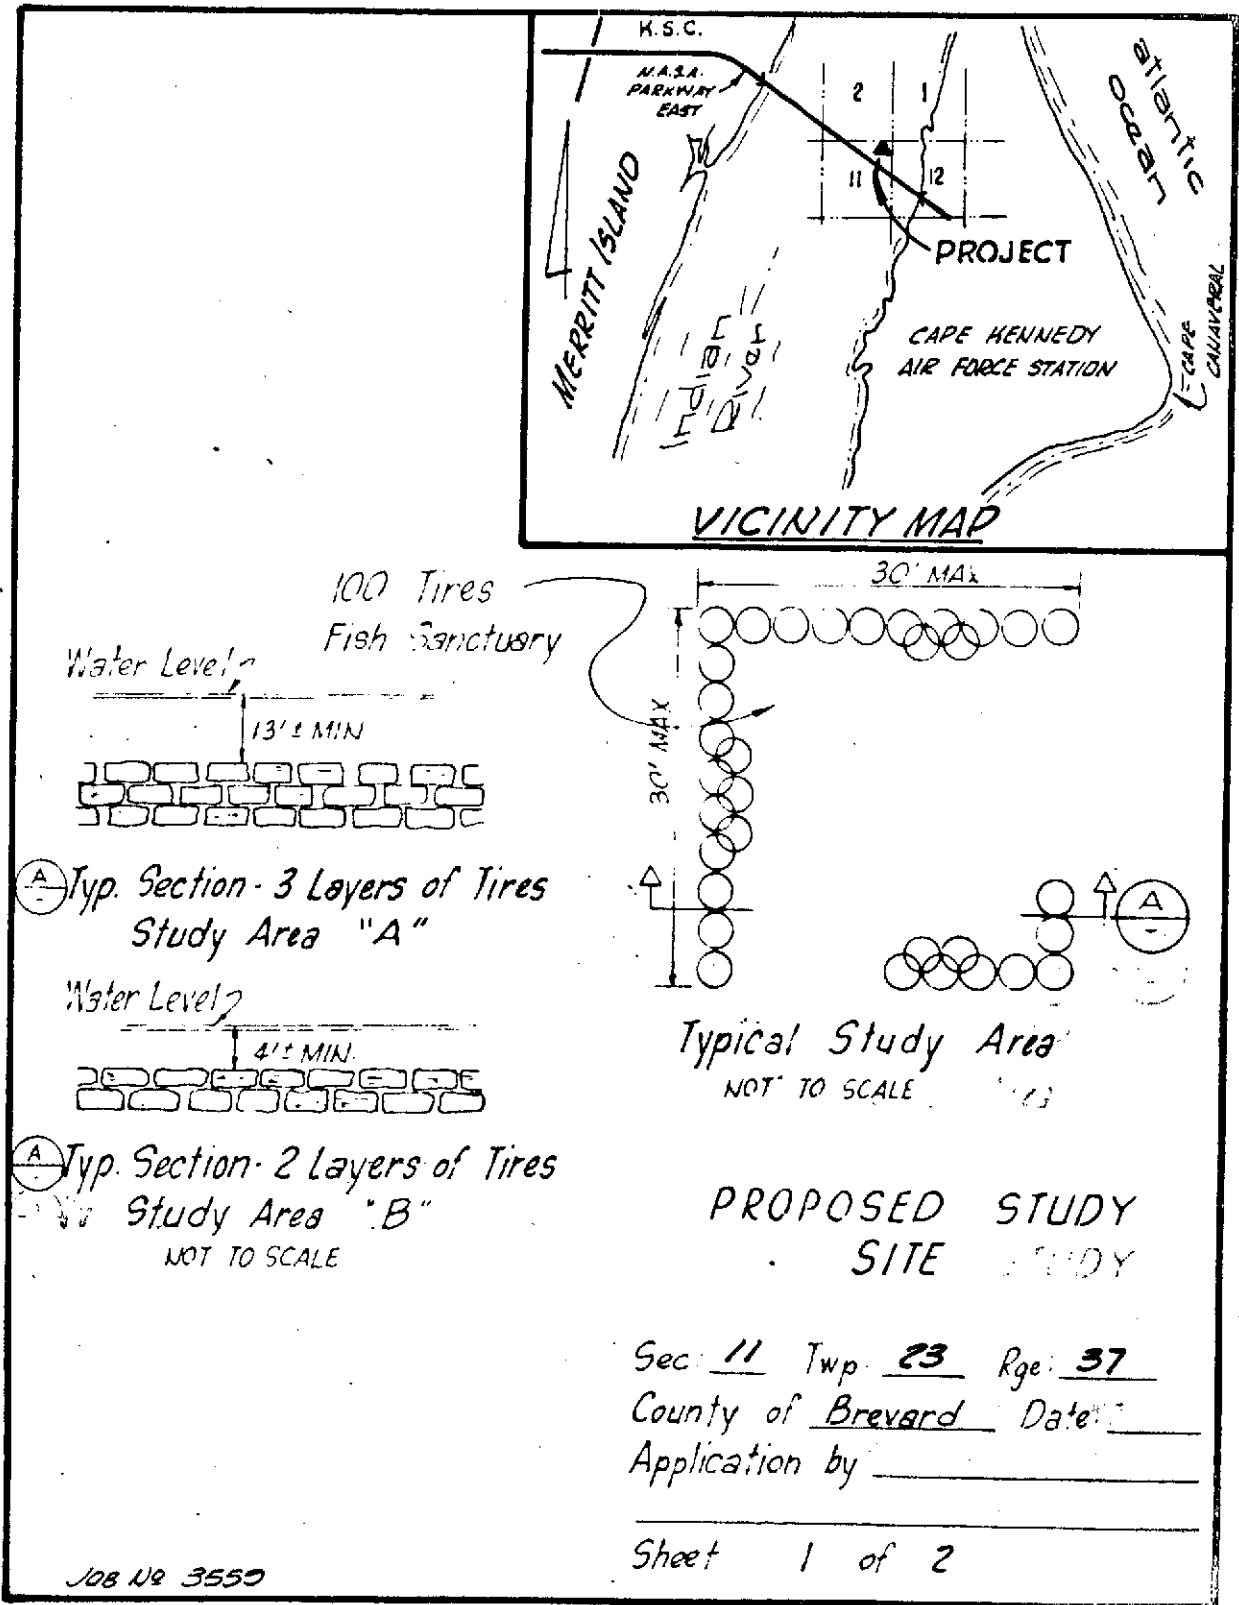 K.S.C.
N.A.S.A.
PARKWAY
EAST
2
1
11
12
atlantic
ocean
MERRITT ISLAND
PROJECT
Indian
River
CAPE KENNEDY
AIR FORCE STATION
CAPE
CANAVERAL
VICINITY MAP
100 Tires
Fish Sanctuary
30' MAX
30' MAX
Water Level
13'± MIN
A
Typ. Section - 3 Layers of Tires
Study Area "A"
Water Level
4'± MIN.
A
Typ. Section - 2 Layers of Tires
Study Area "B"
NOT TO SCALE
A
Typical Study Area
NOT TO SCALE
PROPOSED STUDY
SITE STUDY
Sec. 11 Twp. 23 Rge. 37
County of Brevard Date:
Application by
Sheet 1 of 2
JOB No 3559